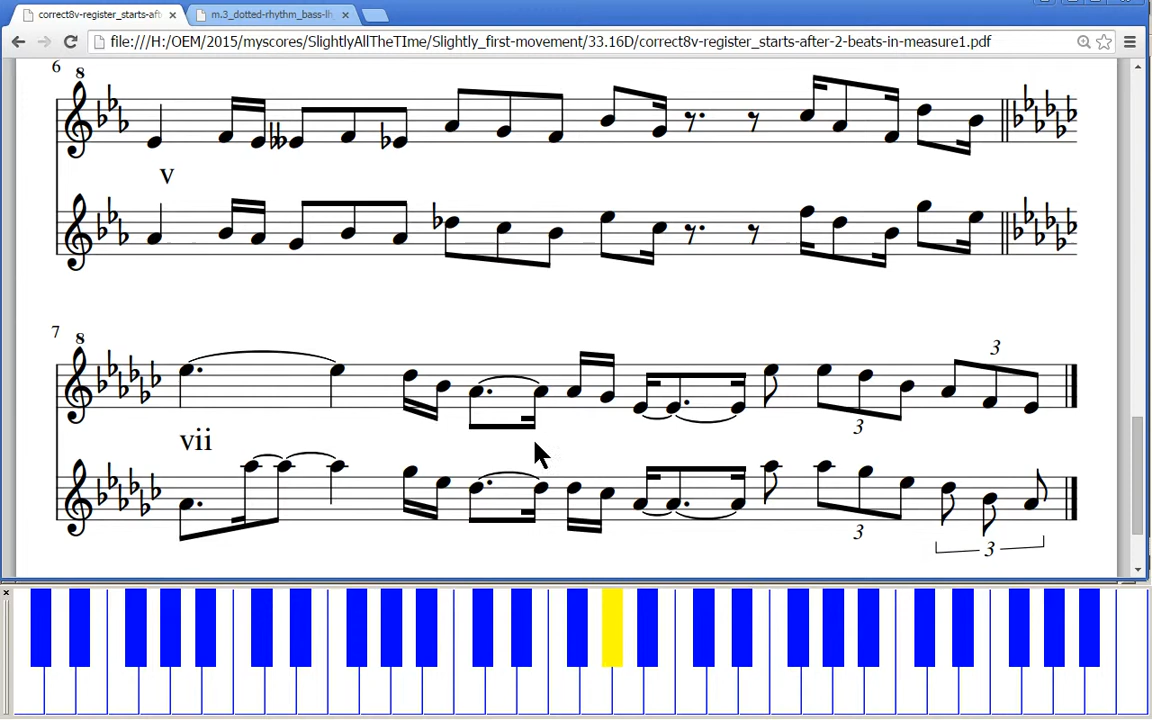 correct8v-register_starts-aft
m.3_dotted-rhythm_bass-lh
file:///H:/OEM/2015/myscores/SlightlyAllTheTIme/Slightly_first-movement/33.16D/correct8v-register_starts-after-2-beats-in-measure1.pdf
6
8
v
7
8
3
3
vii
3
3